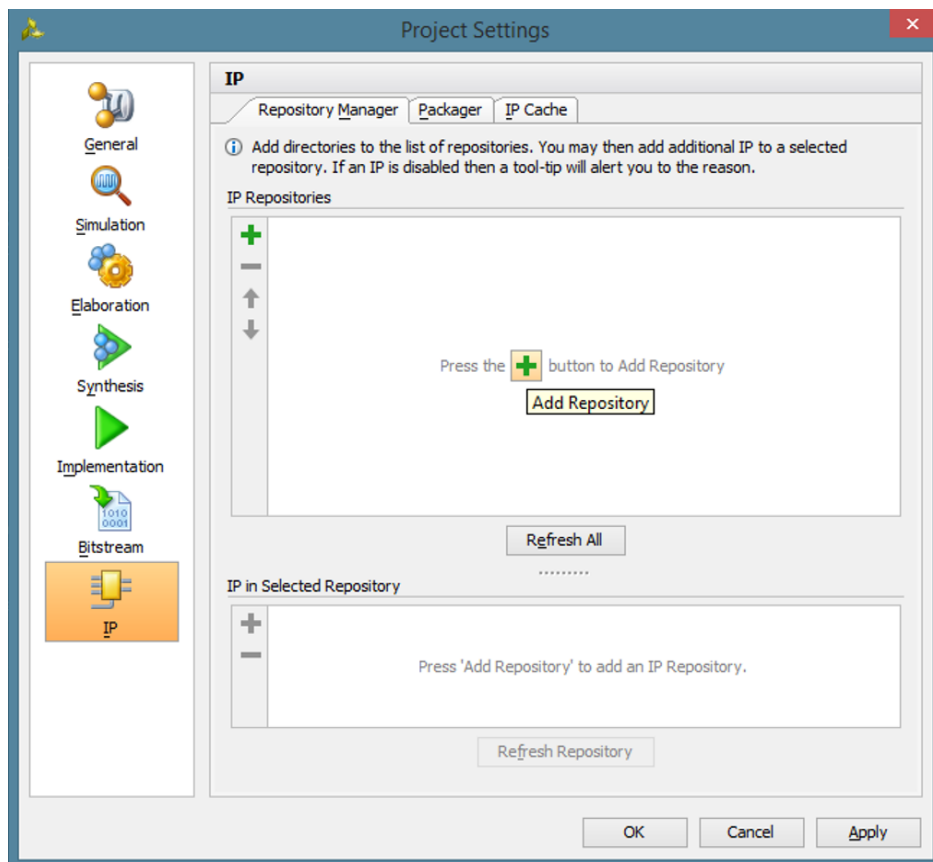 Project Settings
General
Simulation
Elaboration
Synthesis
Implementation
1010
0001
Bitstream
IP
IP
Repository Manager Packager IP Cache
Add directories to the list of repositories. You may then add additional IP to a selected
repository. If an IP is disabled then a tool-tip will alert you to the reason.
IP Repositories
Press the + button to Add Repository
Add Repository
Refresh All
IP in Selected Repository
Press 'Add Repository' to add an IP Repository.
Refresh Repository
OK Cancel Apply